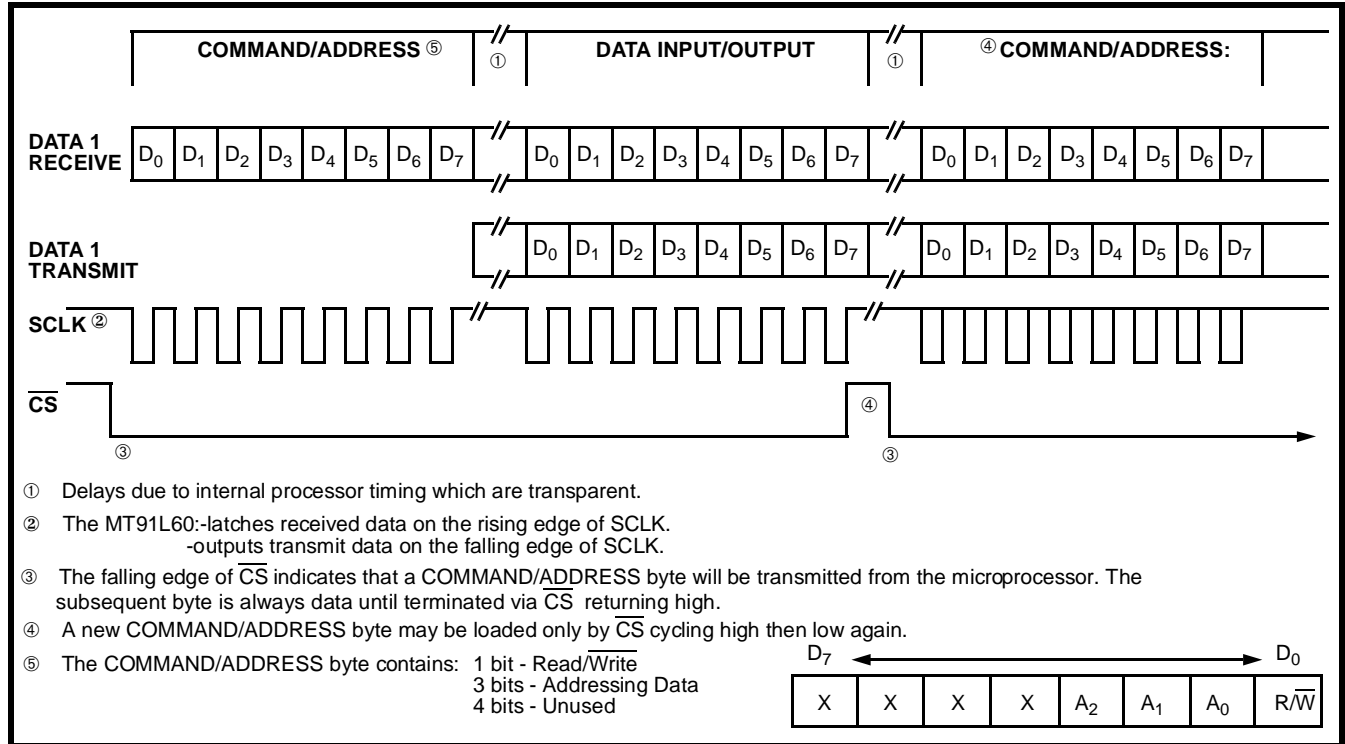 COMMAND/ADDRESS ⑤ ① DATA INPUT/OUTPUT ① ④ COMMAND/ADDRESS:
DATA 1
RECEIVE D₀ D₁ D₂ D₃ D₄ D₅ D₆ D₇ D₀ D₁ D₂ D₃ D₄ D₅ D₆ D₇ D₀ D₁ D₂ D₃ D₄ D₅ D₆ D₇
DATA 1
TRANSMIT D₀ D₁ D₂ D₃ D₄ D₅ D₆ D₇ D₀ D₁ D₂ D₃ D₄ D₅ D₆ D₇
SCLK ②
C̅S̅ ④
③ ③
① Delays due to internal processor timing which are transparent.
② The MT91L60:-latches received data on the rising edge of SCLK.
-outputs transmit data on the falling edge of SCLK.
③ The falling edge of C̅S̅ indicates that a COMMAND/ADDRESS byte will be transmitted from the microprocessor. The
subsequent byte is always data until terminated via C̅S̅ returning high.
④ A new COMMAND/ADDRESS byte may be loaded only by C̅S̅ cycling high then low again.
⑤ The COMMAND/ADDRESS byte contains: 1 bit - Read/W̅r̅i̅t̅e̅
3 bits - Addressing Data
4 bits - Unused
D₇ D₀
X X X X A₂ A₁ A₀ R/W̅